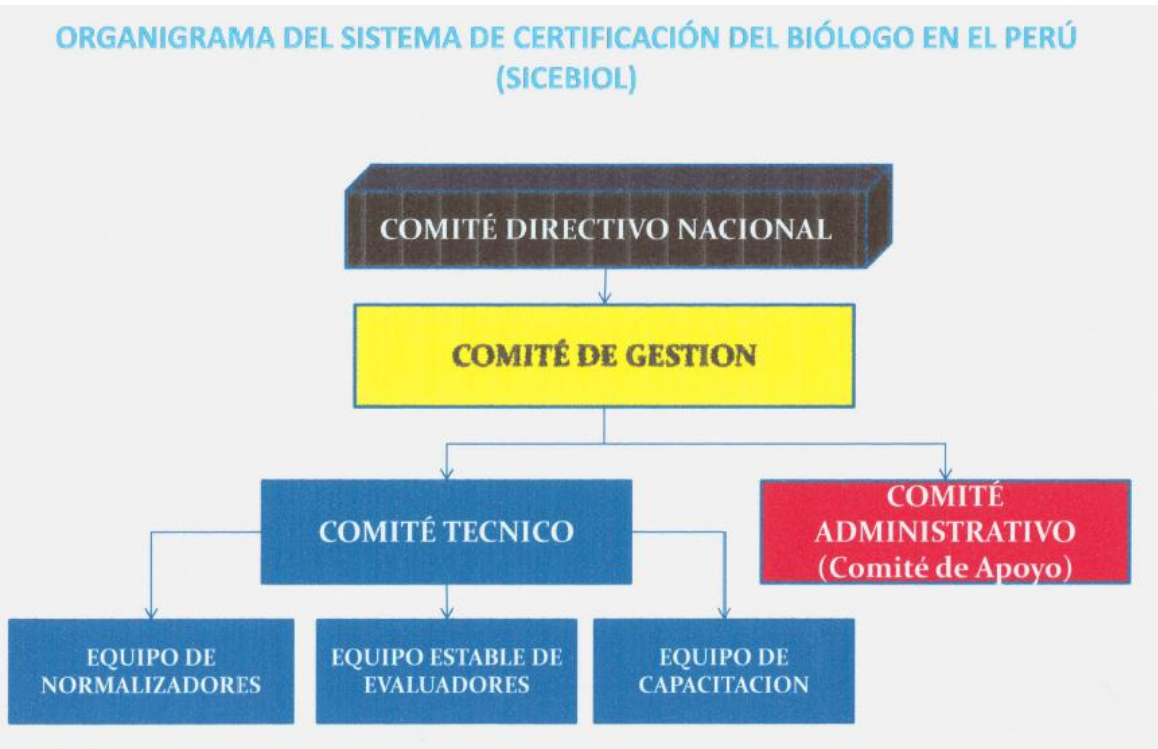 ORGANIGRAMA DEL SISTEMA DE CERTIFICACIÓN DEL BIÓLOGO EN EL PERÚ
(SICEBIOL)
COMITÉ DIRECTIVO NACIONAL
COMITÉ DE GESTION
COMITÉ TECNICO
COMITÉ
ADMINISTRATIVO
(Comité de Apoyo)
EQUIPO DE
NORMALIZADORES
EQUIPO ESTABLE DE
EVALUADORES
EQUIPO DE
CAPACITACION